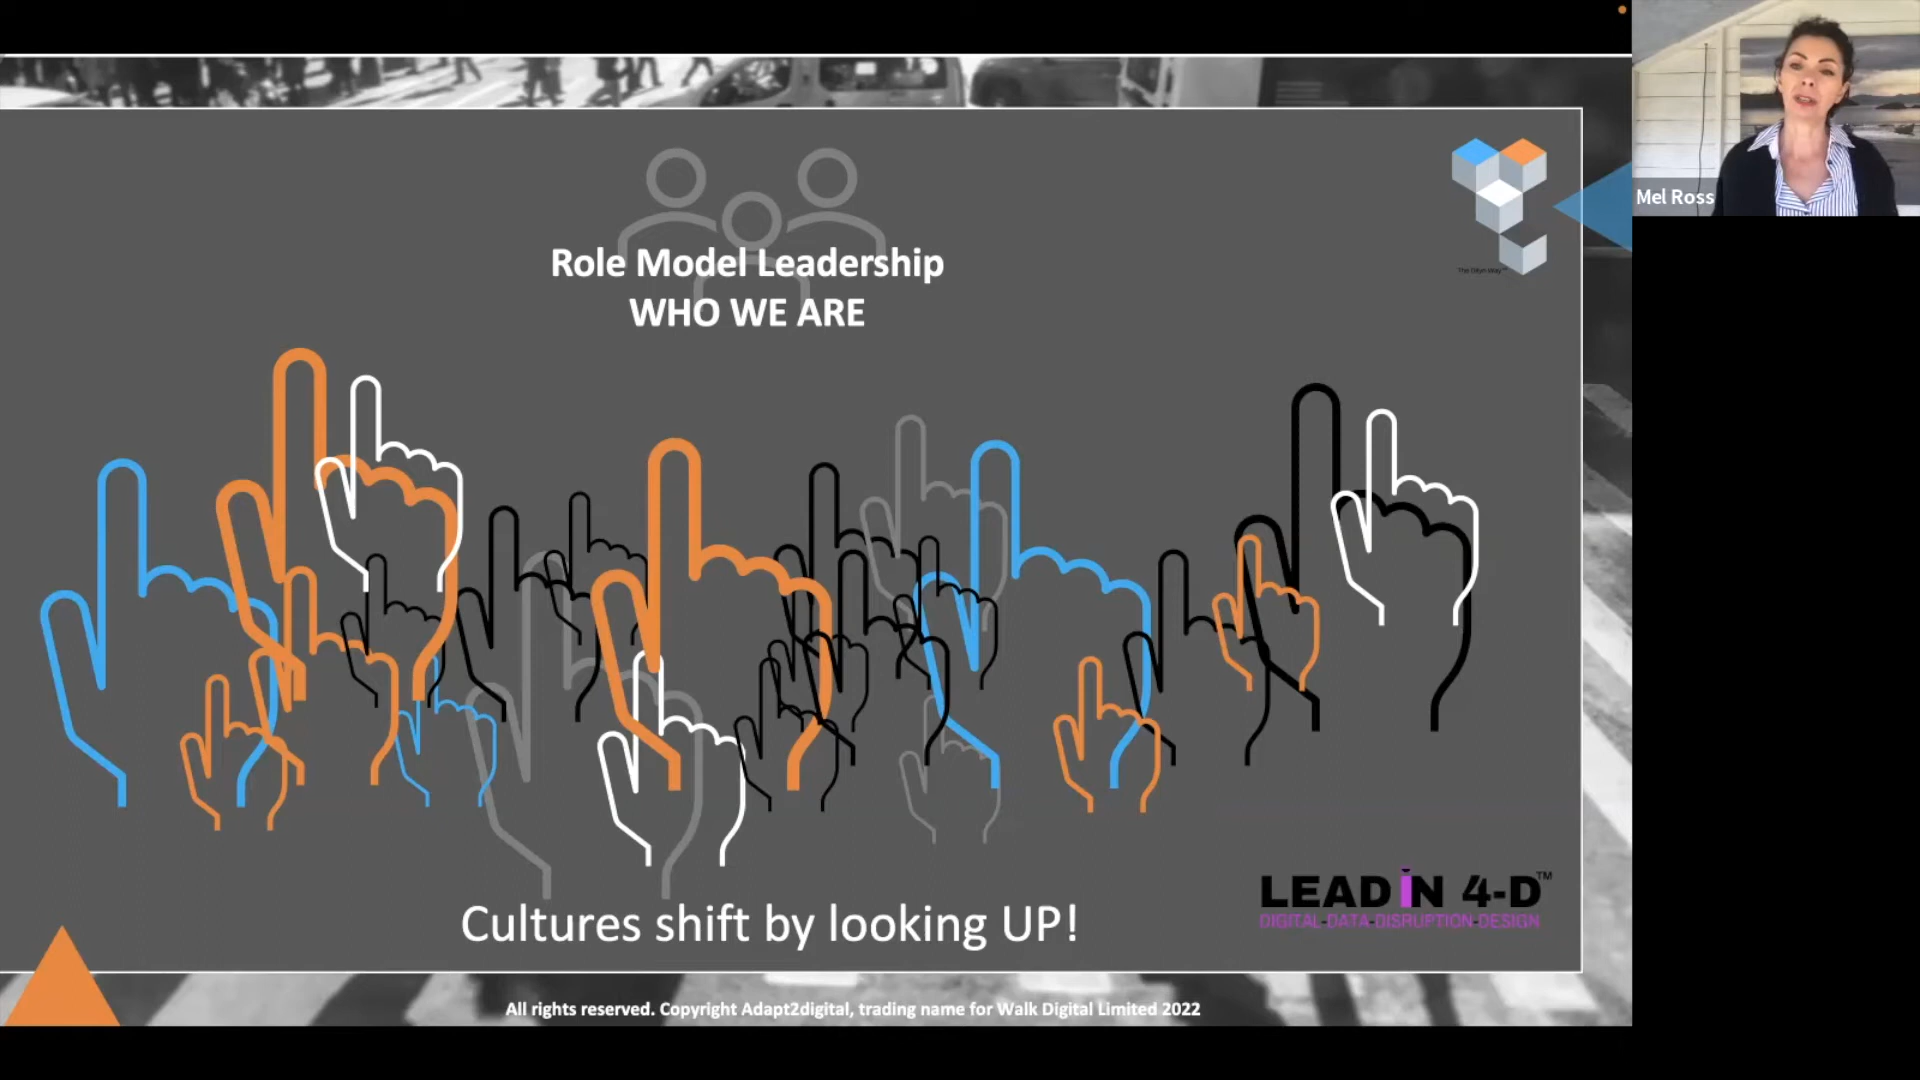 Mel Ross
Role Model Leadership
WHO WE ARE
Cultures shift by looking UP!
LEAD iN 4-D™
DIGITAL-DATA-DISRUPTION-DESIGN
All rights reserved. Copyright Adapt2digital, trading name for Walk Digital Limited 2022